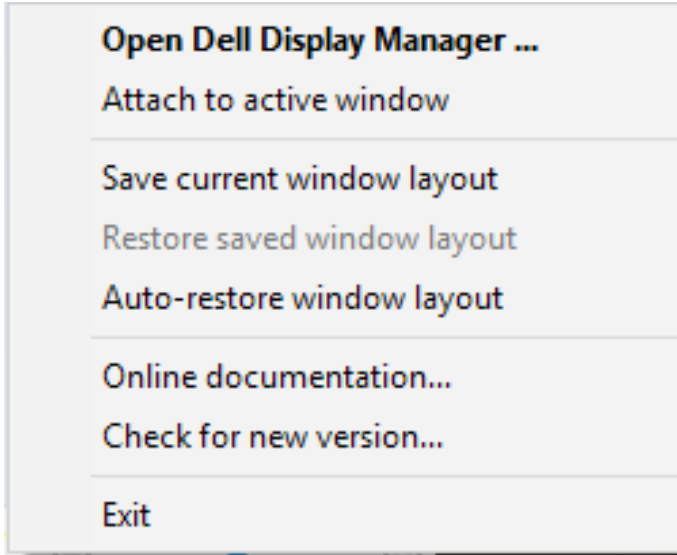 Open Dell Display Manager ...
Attach to active window
Save current window layout
Restore saved window layout
Auto-restore window layout
Online documentation...
Check for new version...
Exit